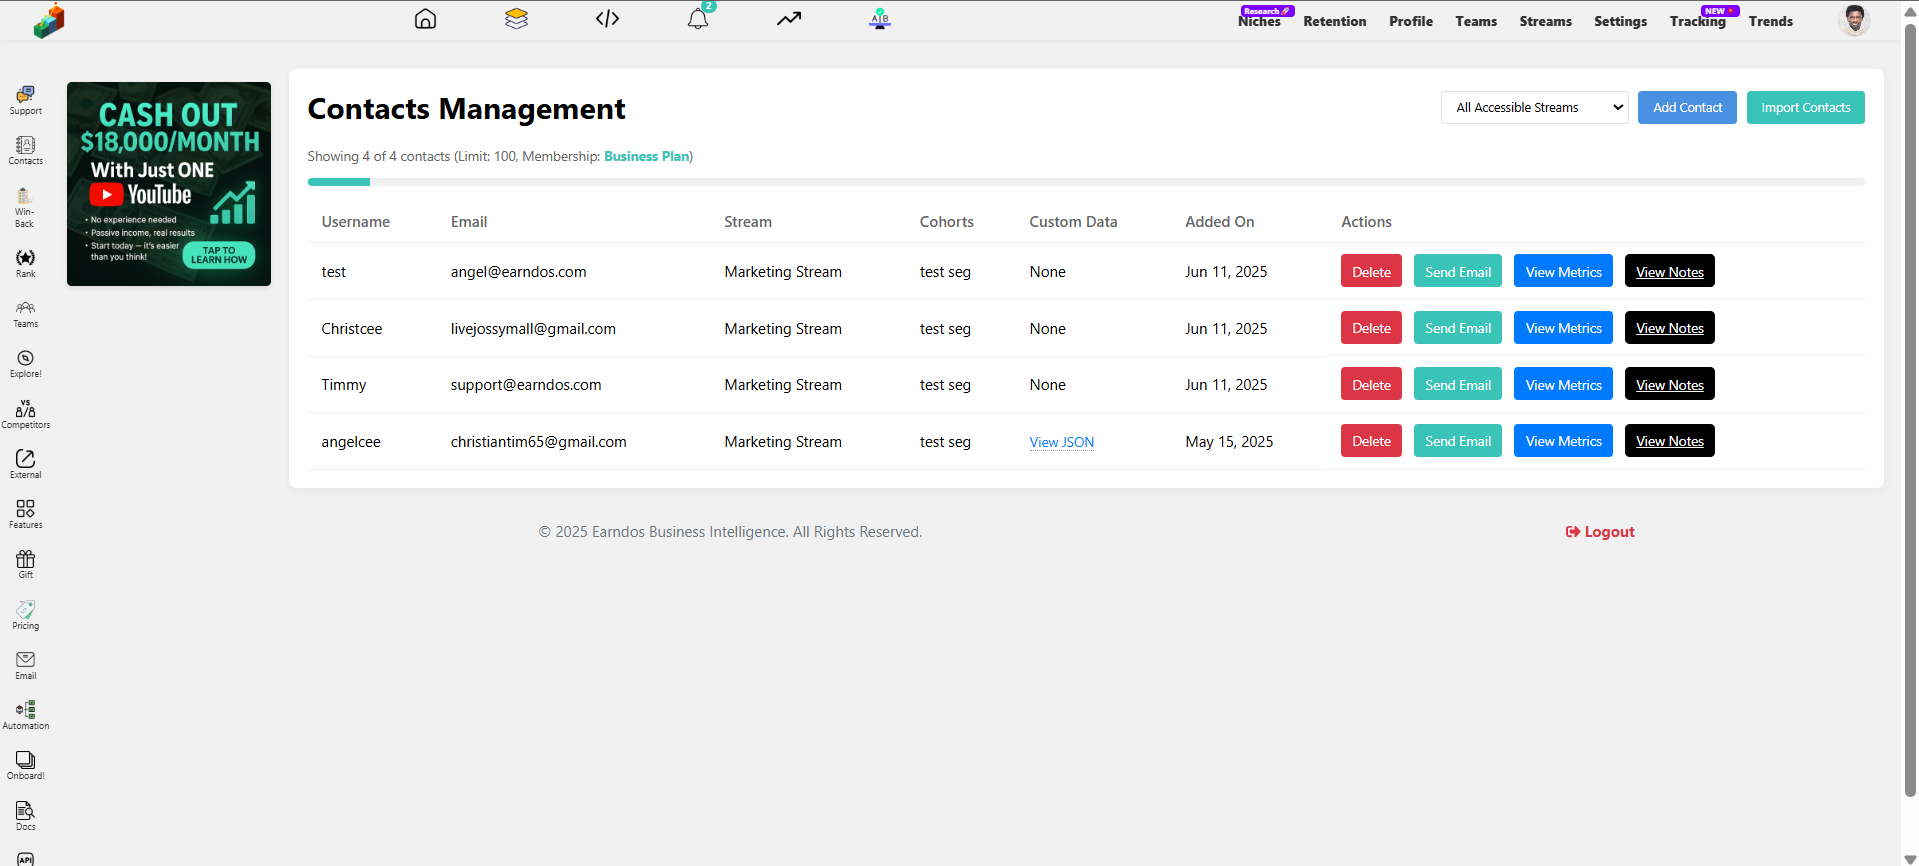 2
Research
Niches
Retention
Profile
Teams
Streams
Settings
NEW
Tracking
Trends
A|B
Support
Contacts
Win-
Back
Rank
Teams
Explore!
VS
Competitors
External
Features
Gift
Pricing
Email
Automation
Onboard!
Docs
API
CASH OUT
$18,000/MONTH
With Just ONE
YouTube
• No experience needed
• Passive income, real results
• Start today — it's easier
than you think!
TAP TO
LEARN HOW
Contacts Management
All Accessible Streams
Add Contact
Import Contacts
Showing 4 of 4 contacts (Limit: 100, Membership: Business Plan)
Username Email Stream Cohorts Custom Data Added On Actions
test angel@earndos.com Marketing Stream test seg None Jun 11, 2025 Delete Send Email View Metrics View Notes
Christcee livejossymall@gmail.com Marketing Stream test seg None Jun 11, 2025 Delete Send Email View Metrics View Notes
Timmy support@earndos.com Marketing Stream test seg None Jun 11, 2025 Delete Send Email View Metrics View Notes
angelcee christiantim65@gmail.com Marketing Stream test seg View JSON May 15, 2025 Delete Send Email View Metrics View Notes
© 2025 Earndos Business Intelligence. All Rights Reserved.
Logout